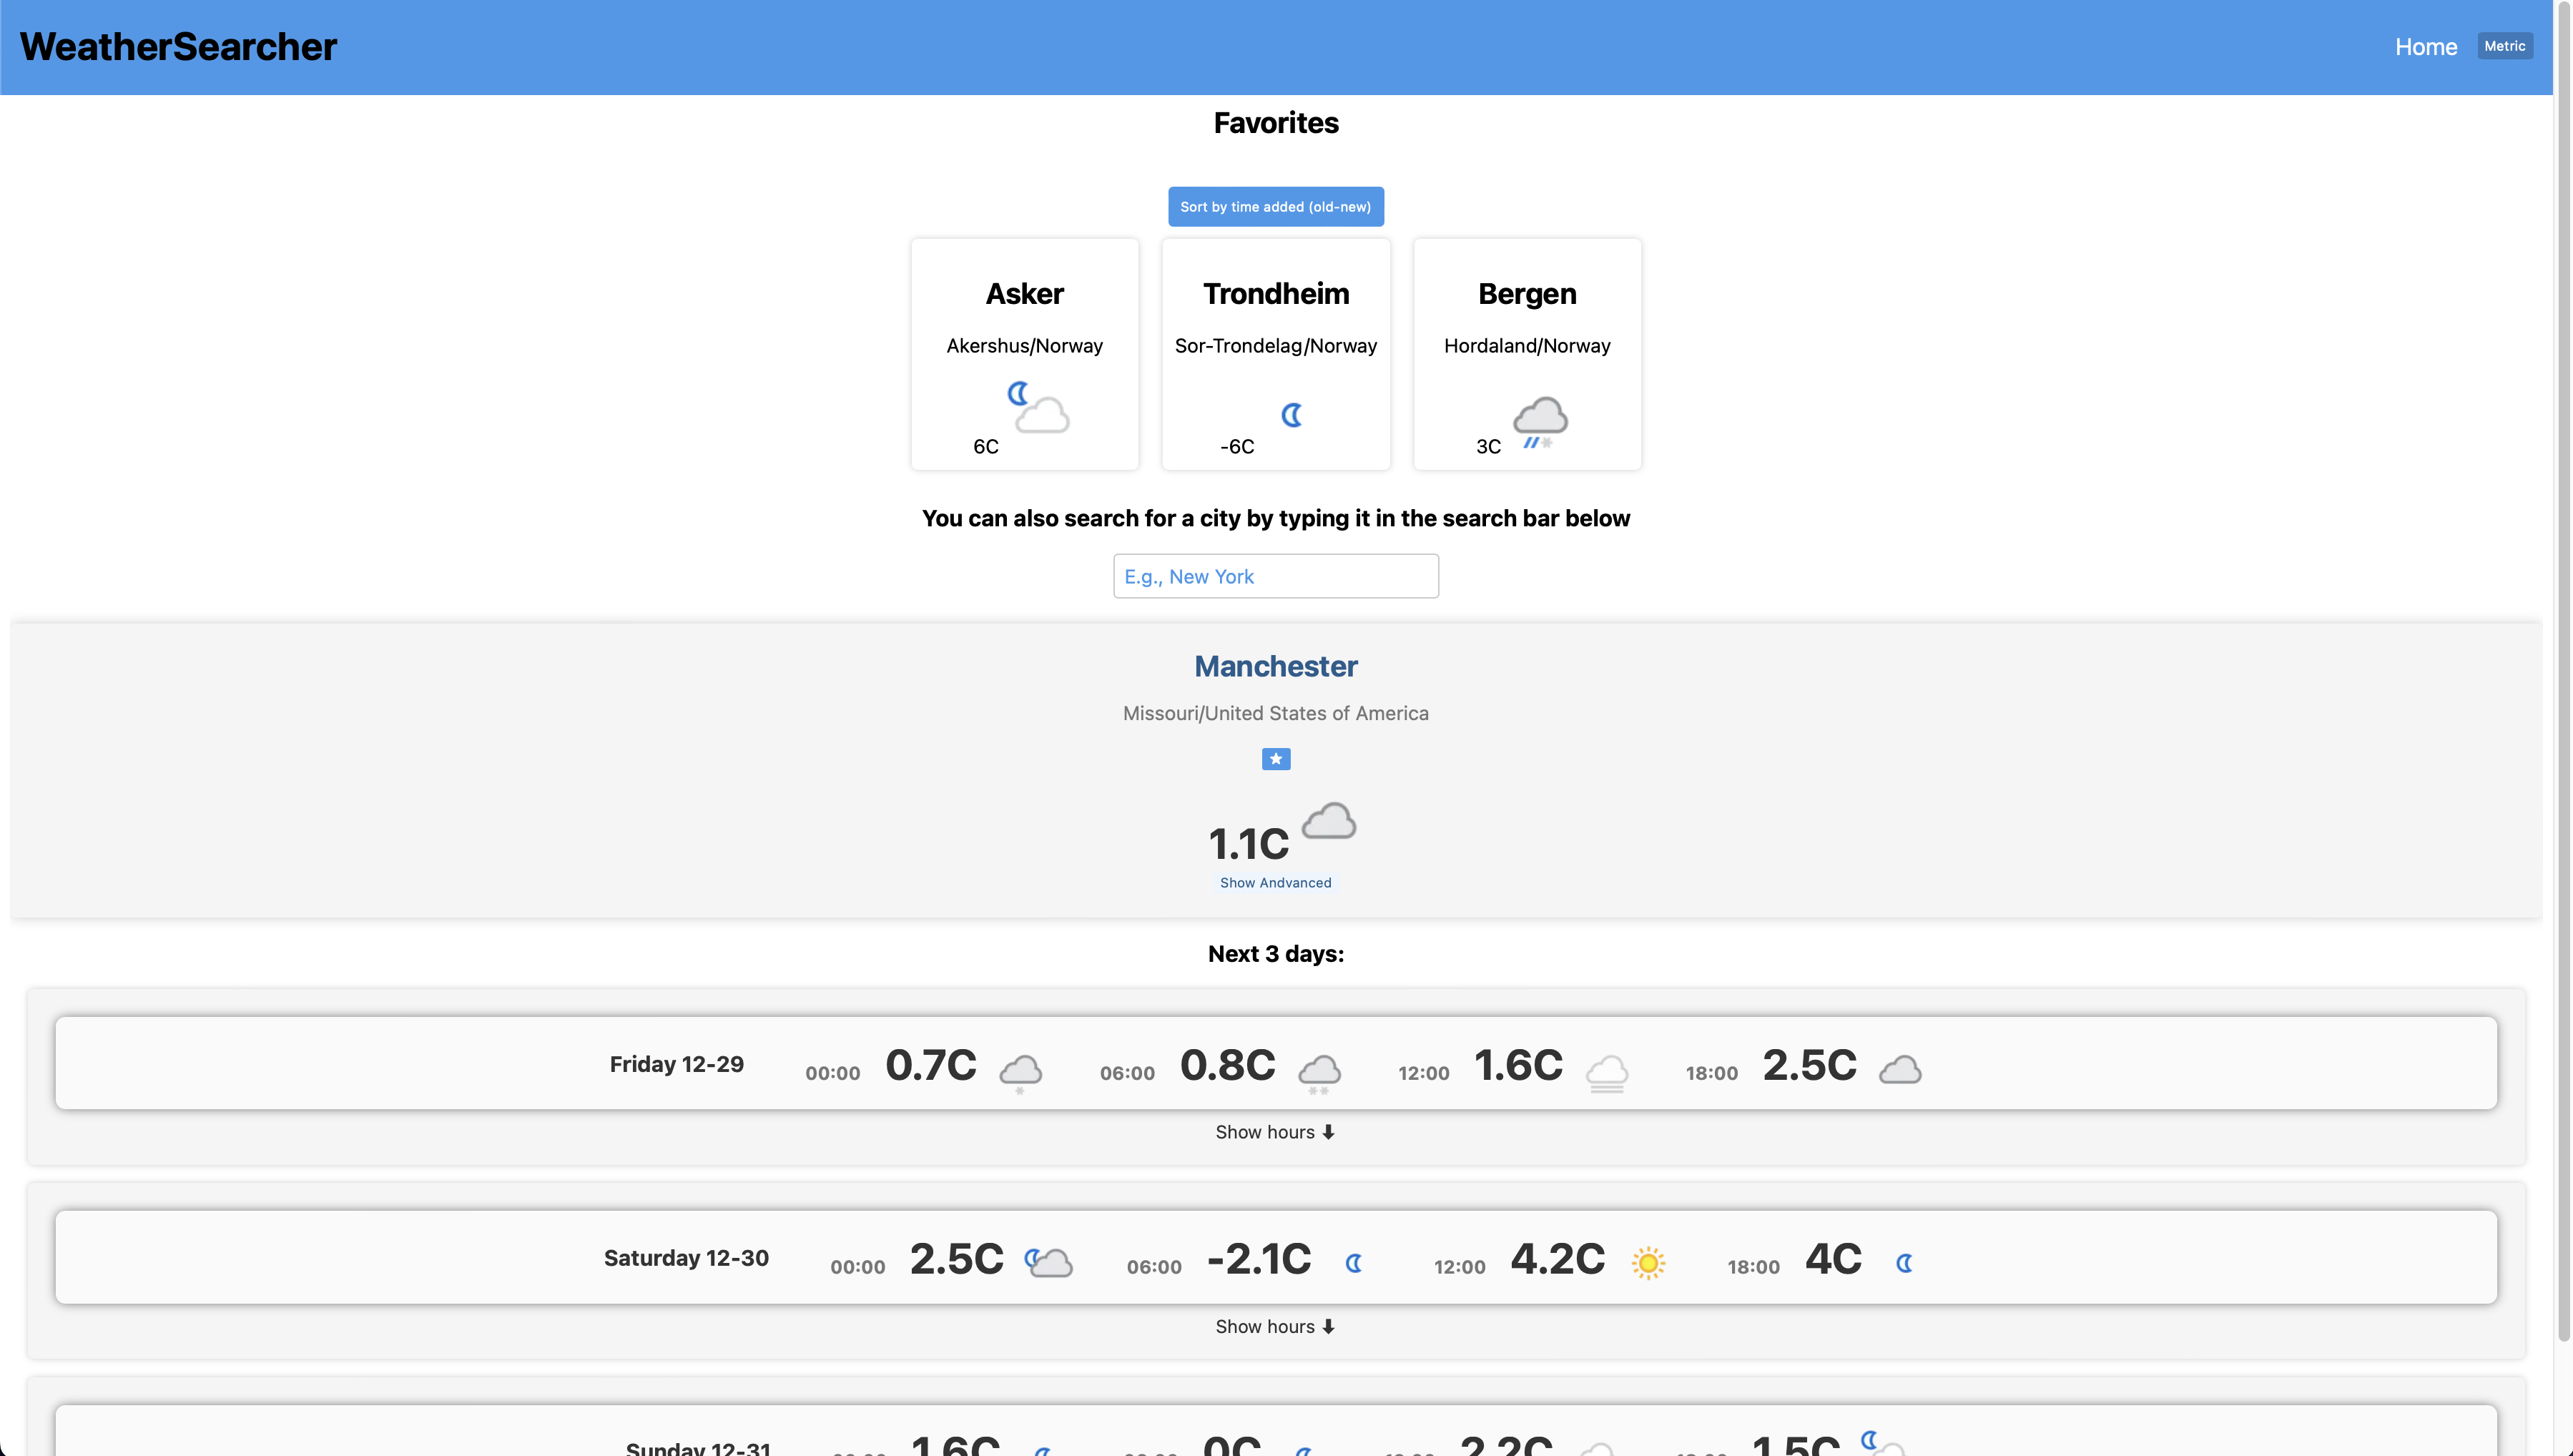 WeatherSearcher
Home Metric
Favorites
Sort by time added (old-new)
Asker Trondheim Bergen
Akershus/Norway Sor-Trondelag/Norway Hordaland/Norway
6C -6C 3C
You can also search for a city by typing it in the search bar below
E.g., New York
Manchester
Missouri/United States of America
1.1C
Show Andvanced
Next 3 days:
Friday 12-29 00:00 0.7C 06:00 0.8C 12:00 1.6C 18:00 2.5C
Show hours
Saturday 12-30 00:00 2.5C 06:00 -2.1C 12:00 4.2C 18:00 4C
Show hours
Sunday 12-31 1.6C 0C 2.2C 1.5C